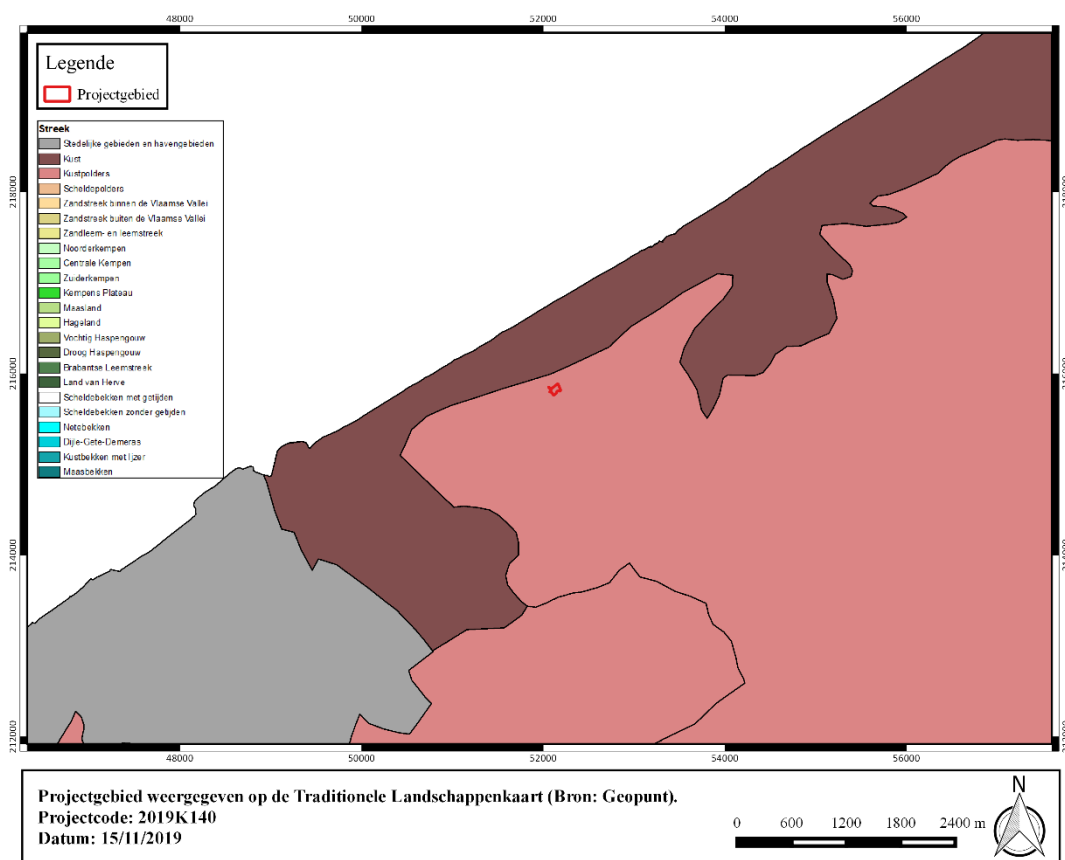 48000 50000 52000 54000 56000
Legende
Projectgebied
Streek
Stedelijke gebieden en havengebieden
Kust
Kustpolders
Scheldepolders
Zandstreek binnen de Vlaamse Vallei
Zandstreek buiten de Vlaamse Vallei
Zandleem- en leemstreek
Noorderkempen
Centrale Kempen
Zuiderkempen
Kempens Plateau
Maasland
Hageland
Vochtig Haspengouw
Droog Haspengouw
Brabantse Leemstreek
Land van Herve
Scheldebekken met getijden
Scheldebekken zonder getijden
Netebekken
Dijle-Gete-Demeras
Kustbekken met IJzer
Maasbekken
218000 218000
216000 216000
214000 214000
212000 212000
48000 50000 52000 54000 56000
Projectgebied weergegeven op de Traditionele Landschappenkaart (Bron: Geopunt).
Projectcode: 2019K140
Datum: 15/11/2019
0 600 1200 1800 2400 m
N